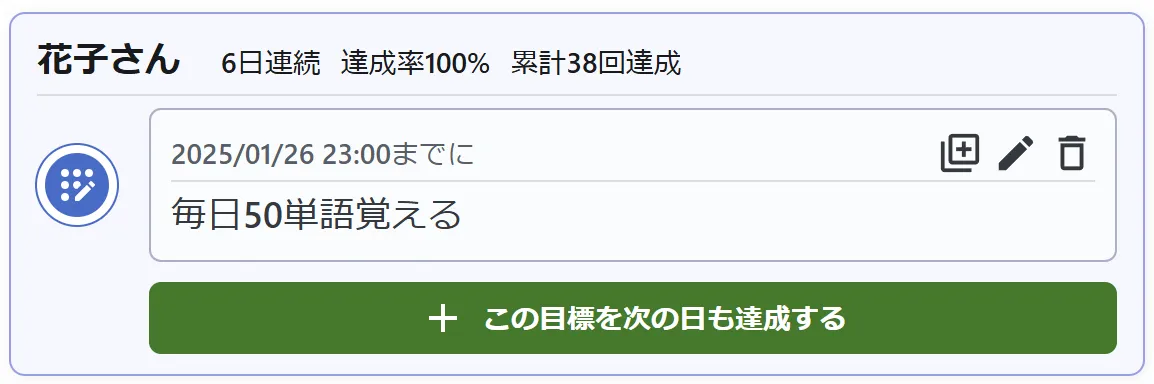 花子さん 6日連続 達成率100% 累計38回達成
2025/01/26 23:00までに
毎日50単語覚える
この目標を次の日も達成する